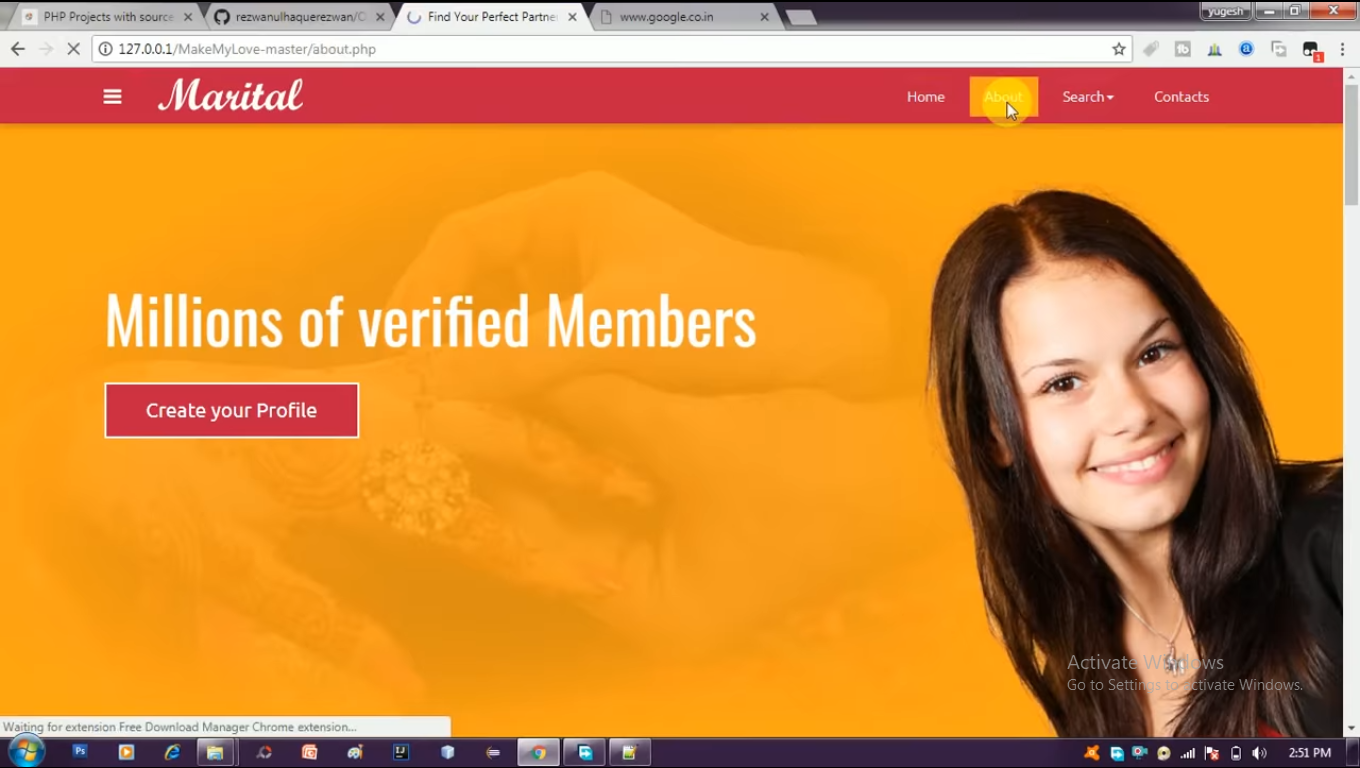 PHP Projects with source
rezwanulhaquerezwan/O
Find Your Perfect Partne
www.google.co.in
yugesh
127.0.0.1/MakeMyLove-master/about.php
1
Marital
Home
About
Search
Contacts
Millions of verified Members
Create your Profile
Activate Windows
Go to Settings to activate Windows.
Waiting for extension Free Download Manager Chrome extension...
Ps
2:51 PM